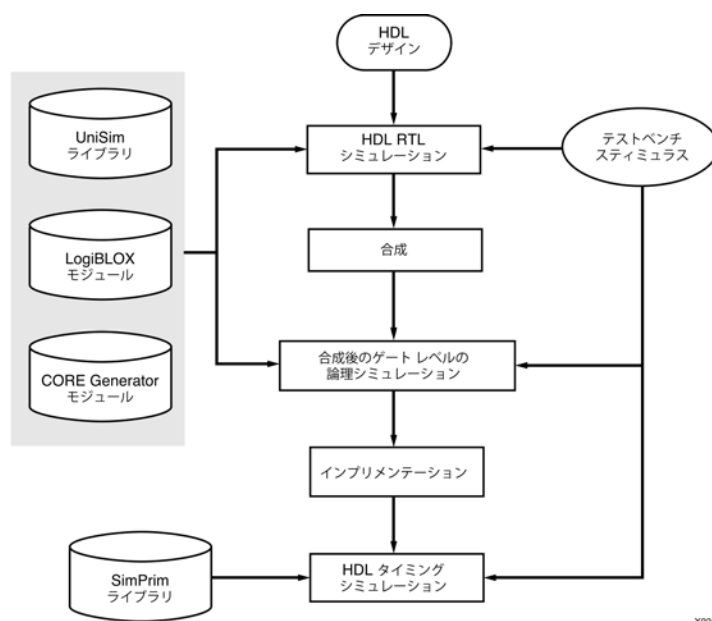 HDL
デザイン
UniSim
ライブラリ
HDL RTL
シミュレーション
テストベンチ
スティミュラス
LogiBLOX
モジュール
合成
CORE Generator
モジュール
合成後のゲート レベルの
論理シミュレーション
インプリメンテーション
SimPrim
ライブラリ
HDL タイミング
シミュレーション